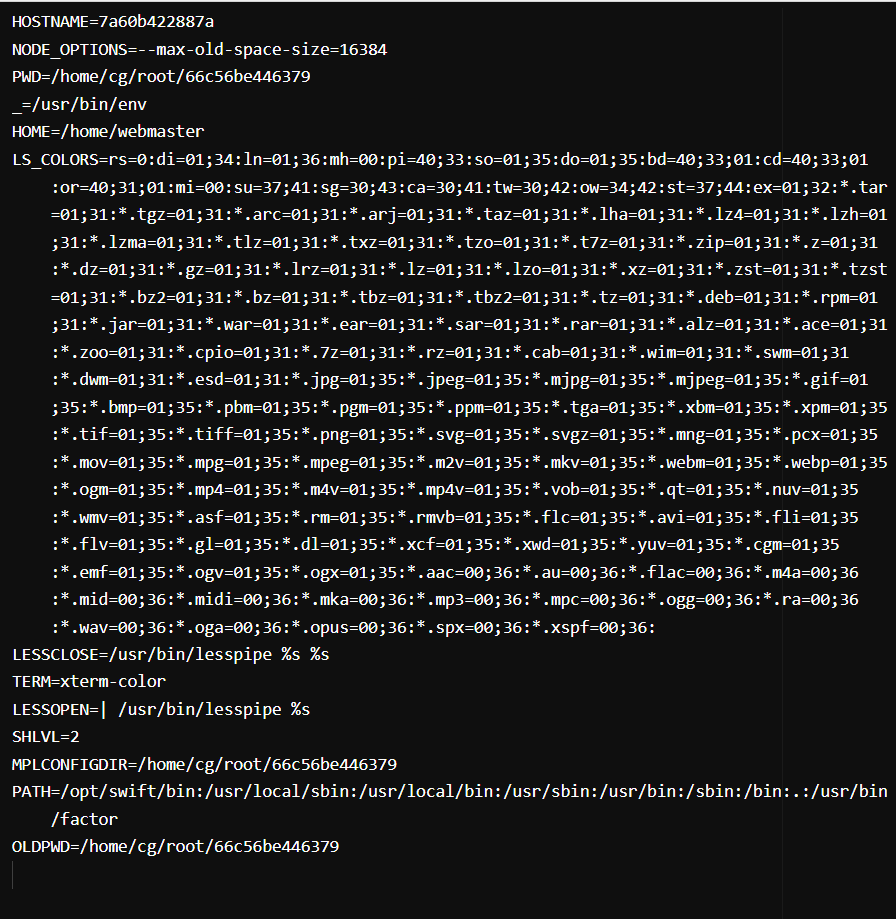 HOSTNAME=7a60b422887a
NODE_OPTIONS=--max-old-space-size=16384
PWD=/home/cg/root/66c56be446379
_=/usr/bin/env
HOME=/home/webmaster
LS_COLORS=rs=0:di=01;34:ln=01;36:mh=00:pi=40;33:so=01;35:do=01;35:bd=40;33;01:cd=40;33;01
:or=40;31;01:mi=00:su=37;41:sg=30;43:ca=30;41:tw=30;42:ow=34;42:st=37;44:ex=01;32:*.tar
=01;31:*.tgz=01;31:*.arc=01;31:*.arj=01;31:*.taz=01;31:*.lha=01;31:*.lz4=01;31:*.lzh=01
;31:*.lzma=01;31:*.tlz=01;31:*.txz=01;31:*.tzo=01;31:*.t7z=01;31:*.zip=01;31:*.z=01;31
:*.dz=01;31:*.gz=01;31:*.lrz=01;31:*.lz=01;31:*.lzo=01;31:*.xz=01;31:*.zst=01;31:*.tzst
=01;31:*.bz2=01;31:*.bz=01;31:*.tbz=01;31:*.tbz2=01;31:*.tz=01;31:*.deb=01;31:*.rpm=01
;31:*.jar=01;31:*.war=01;31:*.ear=01;31:*.sar=01;31:*.rar=01;31:*.alz=01;31:*.ace=01;31
:*.zoo=01;31:*.cpio=01;31:*.7z=01;31:*.rz=01;31:*.cab=01;31:*.wim=01;31:*.swm=01;31
:*.dwm=01;31:*.esd=01;31:*.jpg=01;35:*.jpeg=01;35:*.mjpg=01;35:*.mjpeg=01;35:*.gif=01
;35:*.bmp=01;35:*.pbm=01;35:*.pgm=01;35:*.ppm=01;35:*.tga=01;35:*.xbm=01;35:*.xpm=01;35
:*.tif=01;35:*.tiff=01;35:*.png=01;35:*.svg=01;35:*.svgz=01;35:*.mng=01;35:*.pcx=01;35
:*.mov=01;35:*.mpg=01;35:*.mpeg=01;35:*.m2v=01;35:*.mkv=01;35:*.webm=01;35:*.webp=01;35
:*.ogm=01;35:*.mp4=01;35:*.m4v=01;35:*.mp4v=01;35:*.vob=01;35:*.qt=01;35:*.nuv=01;35
:*.wmv=01;35:*.asf=01;35:*.rm=01;35:*.rmvb=01;35:*.flc=01;35:*.avi=01;35:*.fli=01;35
:*.flv=01;35:*.gl=01;35:*.dl=01;35:*.xcf=01;35:*.xwd=01;35:*.yuv=01;35:*.cgm=01;35
:*.emf=01;35:*.ogv=01;35:*.ogx=01;35:*.aac=00;36:*.au=00;36:*.flac=00;36:*.m4a=00;36
:*.mid=00;36:*.midi=00;36:*.mka=00;36:*.mp3=00;36:*.mpc=00;36:*.ogg=00;36:*.ra=00;36
:*.wav=00;36:*.oga=00;36:*.opus=00;36:*.spx=00;36:*.xspf=00;36:
LESSCLOSE=/usr/bin/lesspipe %s %s
TERM=xterm-color
LESSOPEN=| /usr/bin/lesspipe %s
SHLVL=2
MPLCONFIGDIR=/home/cg/root/66c56be446379
PATH=/opt/swift/bin:/usr/local/sbin:/usr/local/bin:/usr/sbin:/usr/bin:/sbin:/bin:.:/usr/bin
/factor
OLDPWD=/home/cg/root/66c56be446379